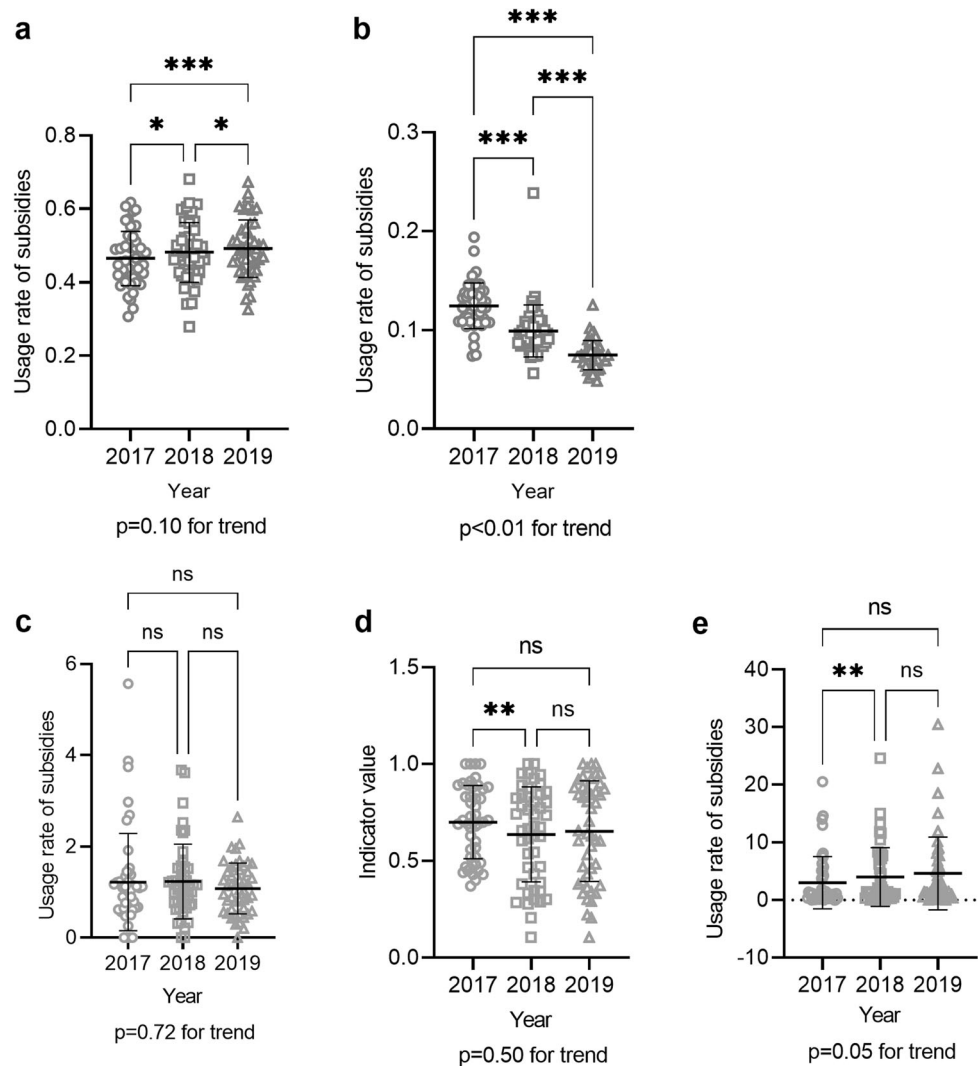 a
***
*
*
Usage rate of subsidies
0.8
0.6
0.4
0.2
0.0
2017 2018 2019
Year
p=0.10 for trend
b
***
***
***
Usage rate of subsidies
0.3
0.2
0.1
0.0
2017 2018 2019
Year
p<0.01 for trend
c
ns
ns
ns
Usage rate of subsidies
6
4
2
0
2017 2018 2019
Year
p=0.72 for trend
d
ns
**
ns
Indicator value
1.5
1.0
0.5
0.0
2017 2018 2019
Year
p=0.50 for trend
e
ns
**
ns
Usage rate of subsidies
40
30
20
10
0
-10
2017 2018 2019
Year
p=0.05 for trend